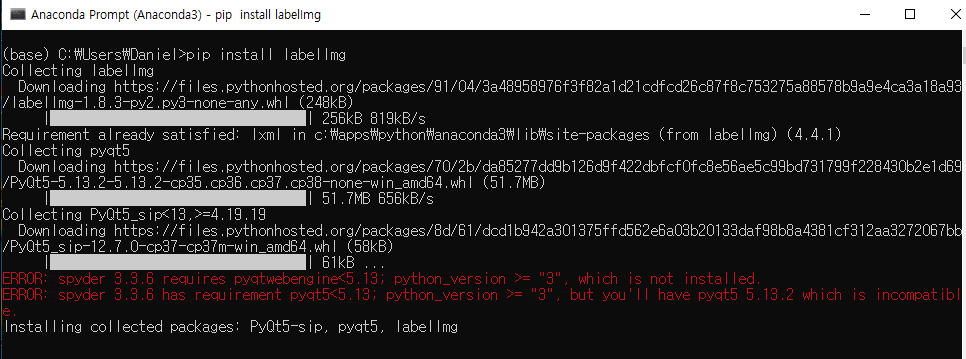 Anaconda Prompt (Anaconda3) - pip  install labelImg
(base) C:₩Users₩Daniel>pip install labelImg
Collecting labelImg
  Downloading https://files.pythonhosted.org/packages/91/04/3a48958976f3f82a1d21cdfcd26c87f8c753275a88578b9a9e4ca3a18a93
/labelImg-1.8.3-py2.py3-none-any.whl (248kB)
     |████████████████████████████████| 256kB 819kB/s
Requirement already satisfied: lxml in c:₩apps₩python₩anaconda3₩lib₩site-packages (from labelImg) (4.4.1)
Collecting pyqt5
  Downloading https://files.pythonhosted.org/packages/70/2b/da85277dd9b126d9f422dbfcf0fc8e56ae5c99bd731799f228430b2e1d69
/PyQt5-5.13.2-5.13.2-cp35.cp36.cp37.cp38-none-win_amd64.whl (51.7MB)
     |████████████████████████████████| 51.7MB 656kB/s
Collecting PyQt5_sip<13,>=4.19.19
  Downloading https://files.pythonhosted.org/packages/8d/61/dcd1b942a301375ffd562e6a03b20133daf98b8a4381cf312aa3272067bb
/PyQt5_sip-12.7.0-cp37-cp37m-win_amd64.whl (58kB)
     |████████████████████████████████| 61kB ...
ERROR: spyder 3.3.6 requires pyqtwebengine<5.13; python_version >= "3", which is not installed.
ERROR: spyder 3.3.6 has requirement pyqt5<5.13; python_version >= "3", but you'll have pyqt5 5.13.2 which is incompatibl
e.
Installing collected packages: PyQt5-sip, pyqt5, labelImg